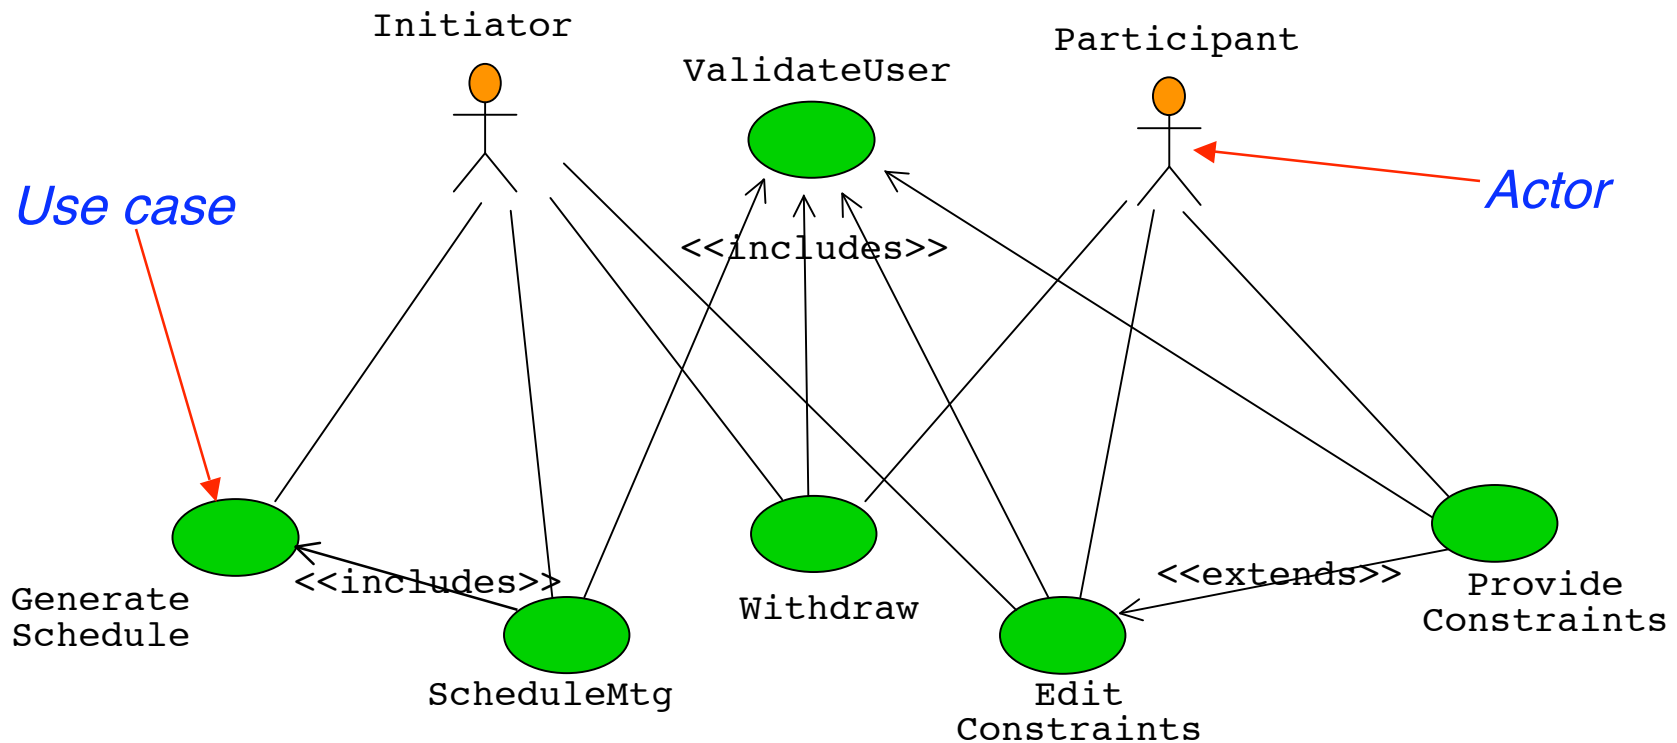 Initiator
Participant
ValidateUser
Use case
Actor
<<includes>>
<<includes>>
<<extends>>
Generate
Schedule
Withdraw
Provide
Constraints
ScheduleMtg
Edit
Constraints